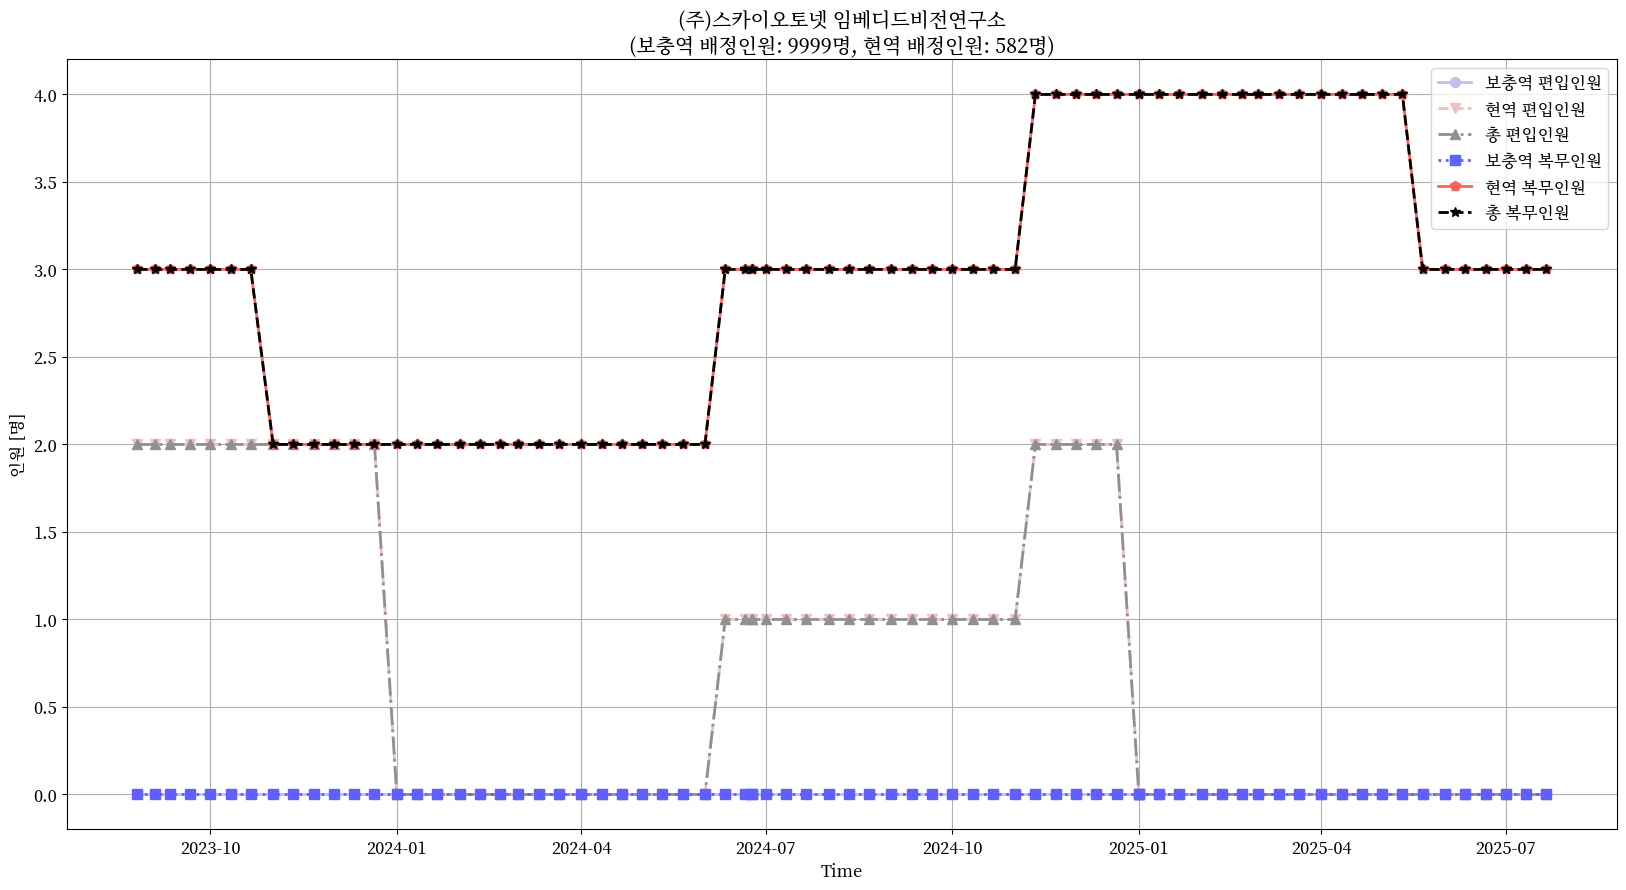 (주)스카이오토넷 임베디드비전연구소
(보충역 배정인원: 9999명, 현역 배정인원: 582명)
인원 [명]
4.0
3.5
3.0
2.5
2.0
1.5
1.0
0.5
0.0
보충역 편입인원
현역 편입인원
총 편입인원
보충역 복무인원
현역 복무인원
총 복무인원
2023-10
2024-01
2024-04
2024-07
2024-10
2025-01
2025-04
2025-07
Time